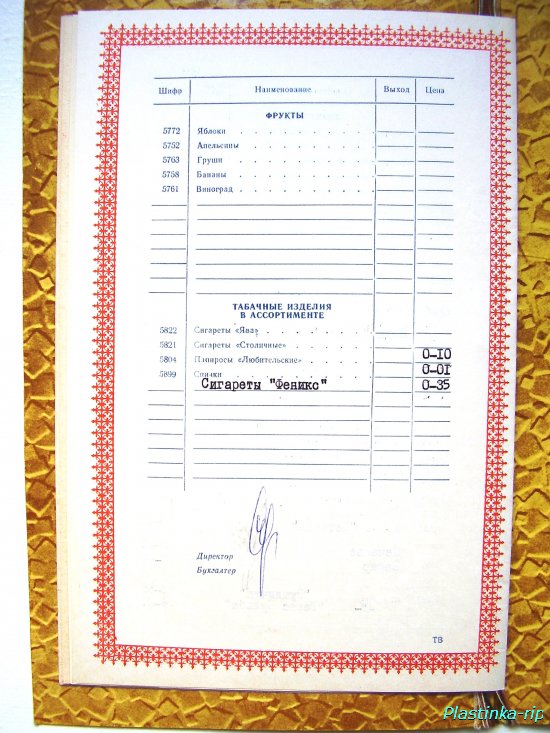 Шифр Наименование Выход Цена
ФРУКТЫ
5772 Яблоки . . . . . . . . . .
5752 Апельсины . . . . . . . .
5763 Груши . . . . . . . . . .
5758 Бананы . . . . . . . . . .
5761 Виноград . . . . . . . . . .
ТАБАЧНЫЕ ИЗДЕЛИЯ
В АССОРТИМЕНТЕ
5822 Сигареты «Ява» . . . . . . .
5821 Сигареты «Столичные» . . . .
5804 Папиросы «Любительские» . . . . 0-10
5899 Спички . . . . . . . . . 0-01
Сигареты "Феникс" 0-35
Директор
Бухгалтер
ТВ
Plastinka-rip